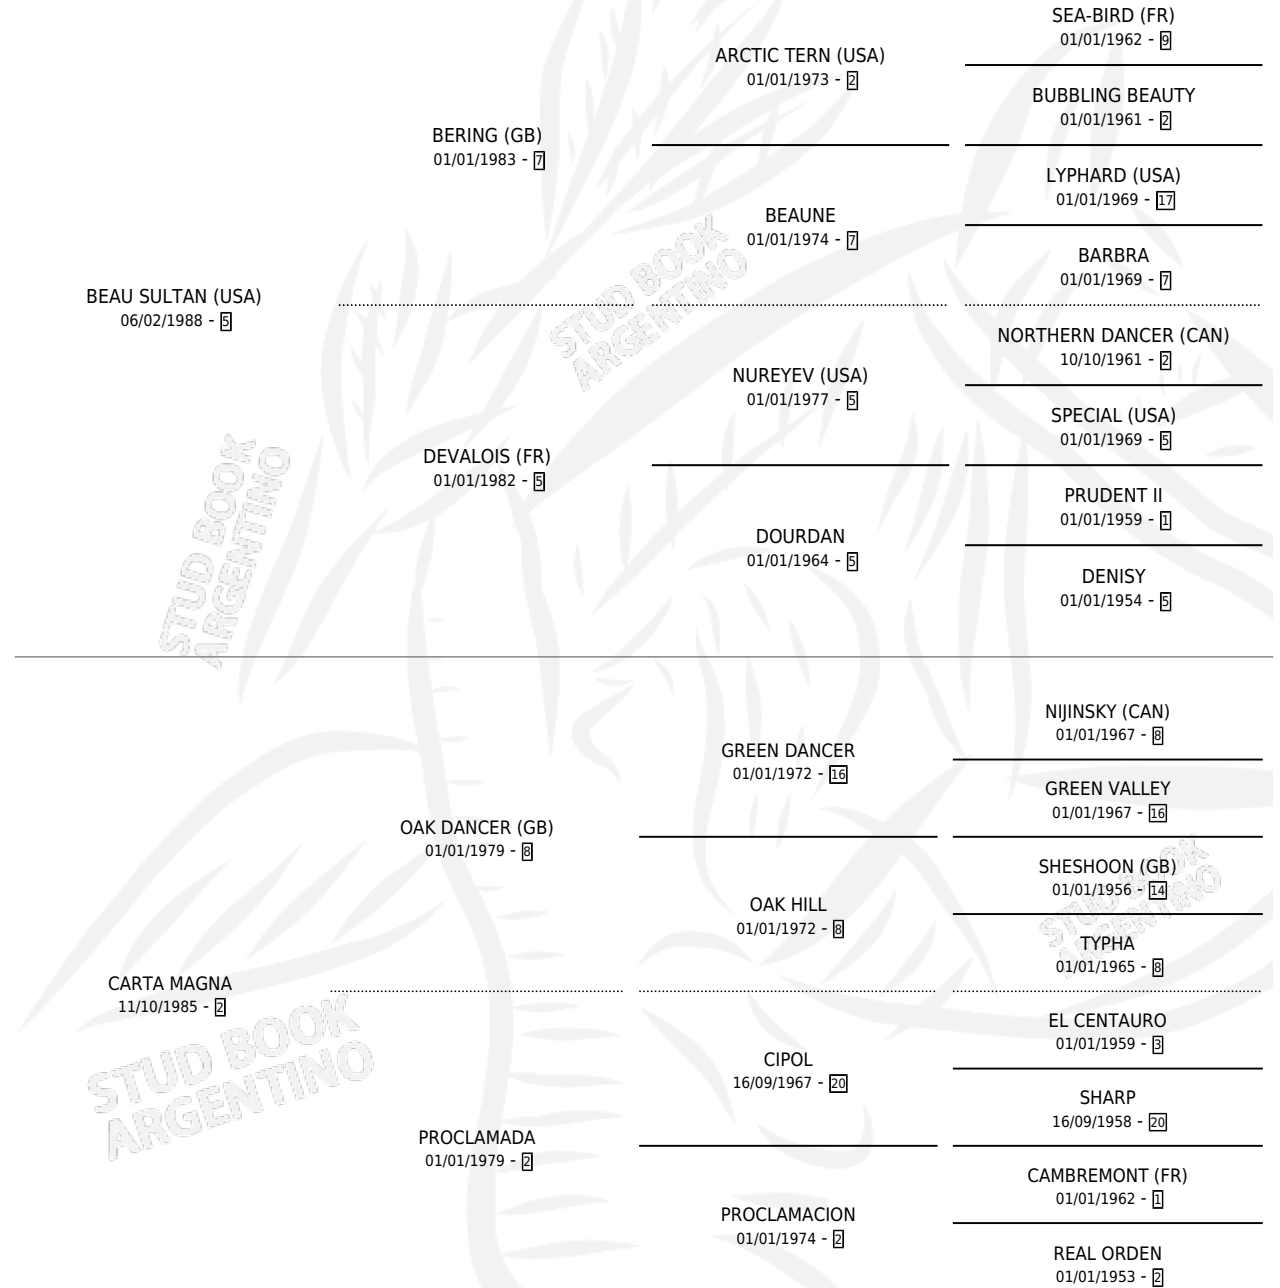 SEA-BIRD (FR)
01/01/1962 - 9
ARCTIC TERN (USA)
01/01/1973 - 2
BUBBLING BEAUTY
01/01/1961 - 2
BERING (GB)
01/01/1983 - 7
LYPHARD (USA)
01/01/1969 - 17
BEAUNE
01/01/1974 - 7
BARBRA
01/01/1969 - 7
BEAU SULTAN (USA)
06/02/1988 - 5
NORTHERN DANCER (CAN)
10/10/1961 - 2
NUREYEV (USA)
01/01/1977 - 5
SPECIAL (USA)
01/01/1969 - 5
DEVALOIS (FR)
01/01/1982 - 5
PRUDENT II
01/01/1959 - 1
DOURDAN
01/01/1964 - 5
DENISY
01/01/1954 - 5
STUD BOOK
ARGENTINO
STUD BOOK
ARGENTINO
NIJINSKY (CAN)
01/01/1967 - 8
GREEN DANCER
01/01/1972 - 16
GREEN VALLEY
01/01/1967 - 16
OAK DANCER (GB)
01/01/1979 - 8
SHESHOON (GB)
01/01/1956 - 14
OAK HILL
01/01/1972 - 8
TYPHA
01/01/1965 - 8
STUD BOOK
ARGENTINO
CARTA MAGNA
11/10/1985 - 2
EL CENTAURO
01/01/1959 - 3
CIPOL
16/09/1967 - 20
SHARP
16/09/1958 - 20
STUD BOOK
ARGENTINO
PROCLAMADA
01/01/1979 - 2
CAMBREMONT (FR)
01/01/1962 - 1
PROCLAMACION
01/01/1974 - 2
REAL ORDEN
01/01/1953 - 2